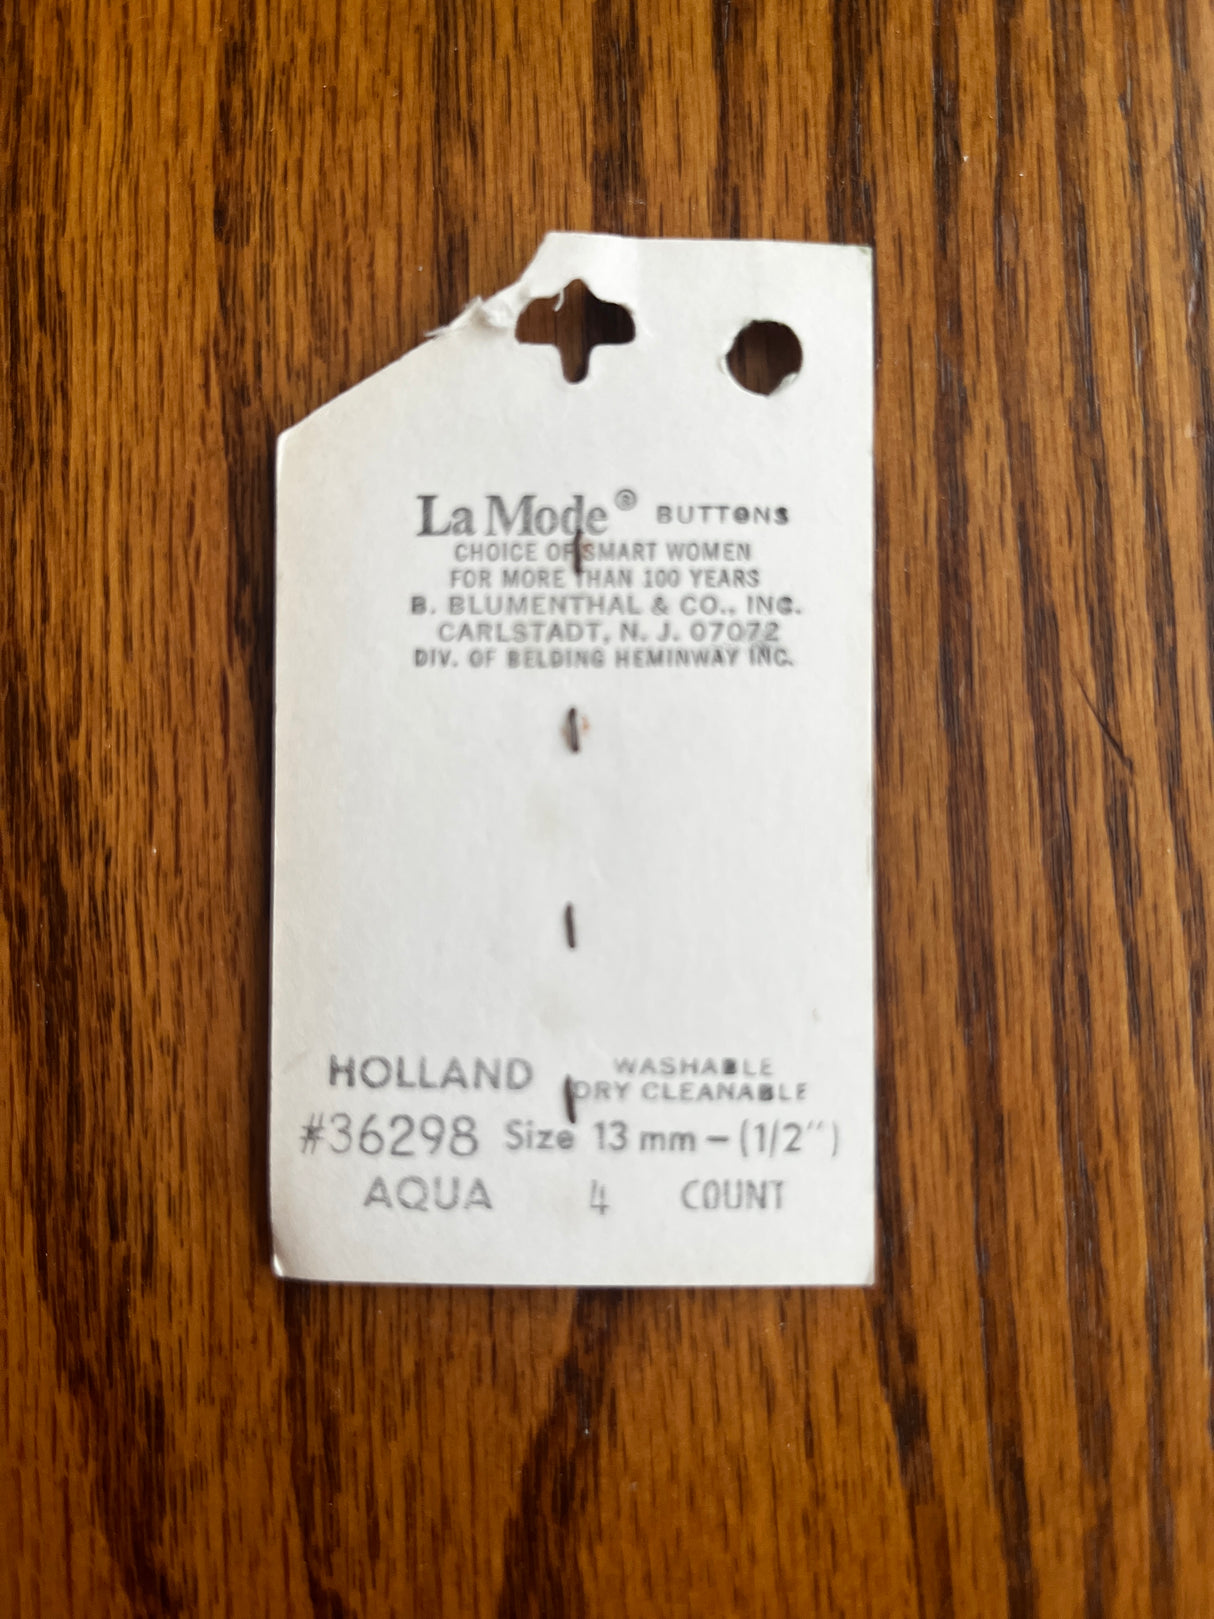 La Mode® BUTTONS
CHOICE OF SMART WOMEN
FOR MORE THAN 100 YEARS
B. BLUMENTHAL & CO., INC.
CARLSTADT, N. J. 07072
DIV. OF BELDING HEMINWAY INC.
HOLLAND WASHABLE
DRY CLEANABLE
#36298 Size 13 mm – (1/2")
AQUA 4 COUNT